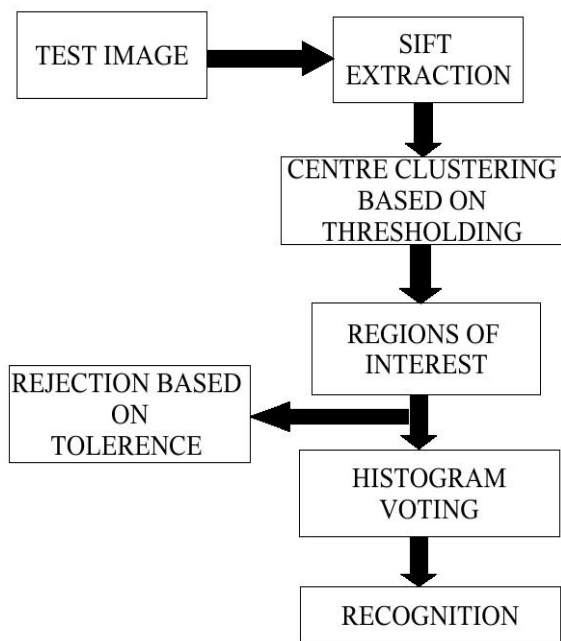 TEST IMAGE
SIFT
EXTRACTION
CENTRE CLUSTERING
BASED ON
THRESHOLDING
REGIONS OF
INTEREST
REJECTION BASED
ON
TOLERENCE
HISTOGRAM
VOTING
RECOGNITION